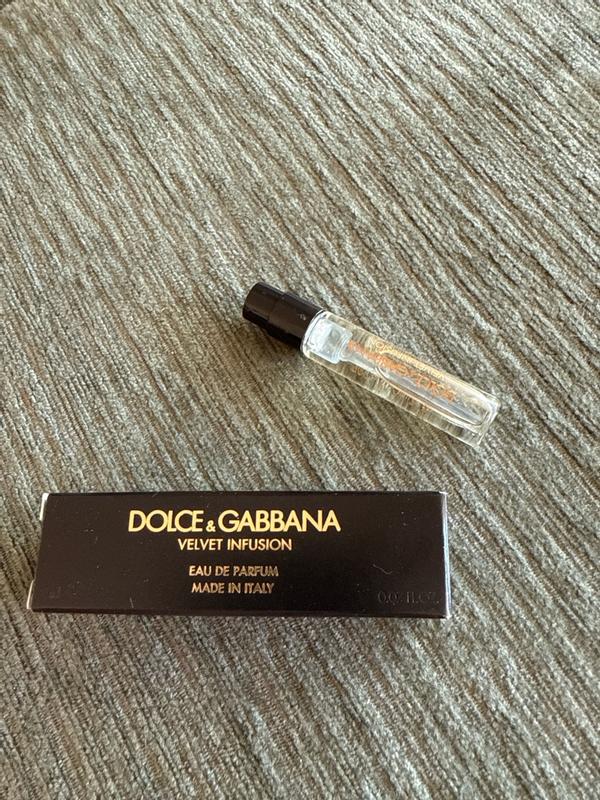 DOLCE & GABBANA
VELVET INFUSION
EAU DE PARFUM
MADE IN ITALY